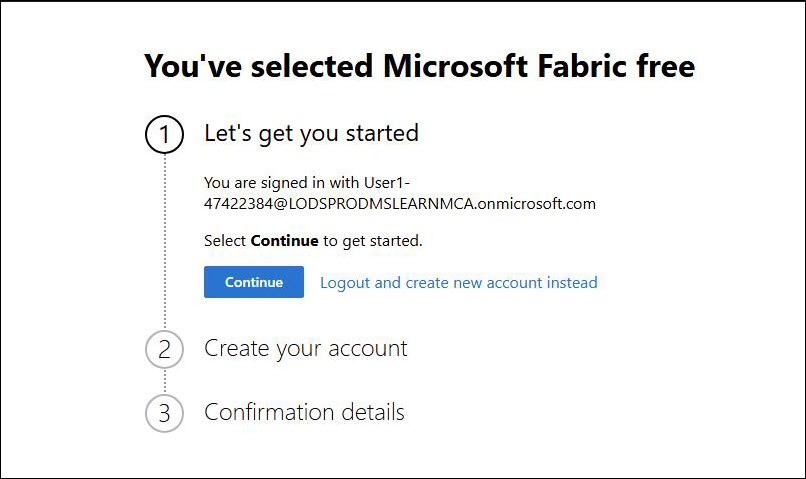 You've selected Microsoft Fabric free
1 Let's get you started
You are signed in with User1-
47422384@LODSPRODMSLEARNMCA.onmicrosoft.com
Select Continue to get started.
Continue Logout and create new account instead
2 Create your account
3 Confirmation details